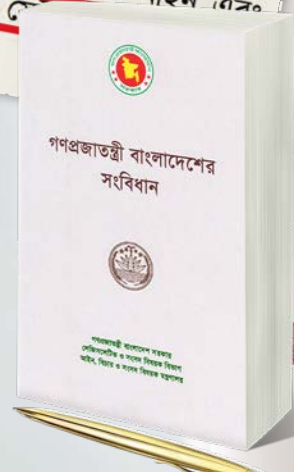 গণপ্রজাতন্ত্রী বাংলাদেশের
সংবিধান
গণপ্রজাতন্ত্রী বাংলাদেশ সরকার
লেজিসলেটিভ ও সংসদ বিষয়ক বিভাগ
আইন, বিচার ও সংসদ বিষয়ক মন্ত্রণালয়